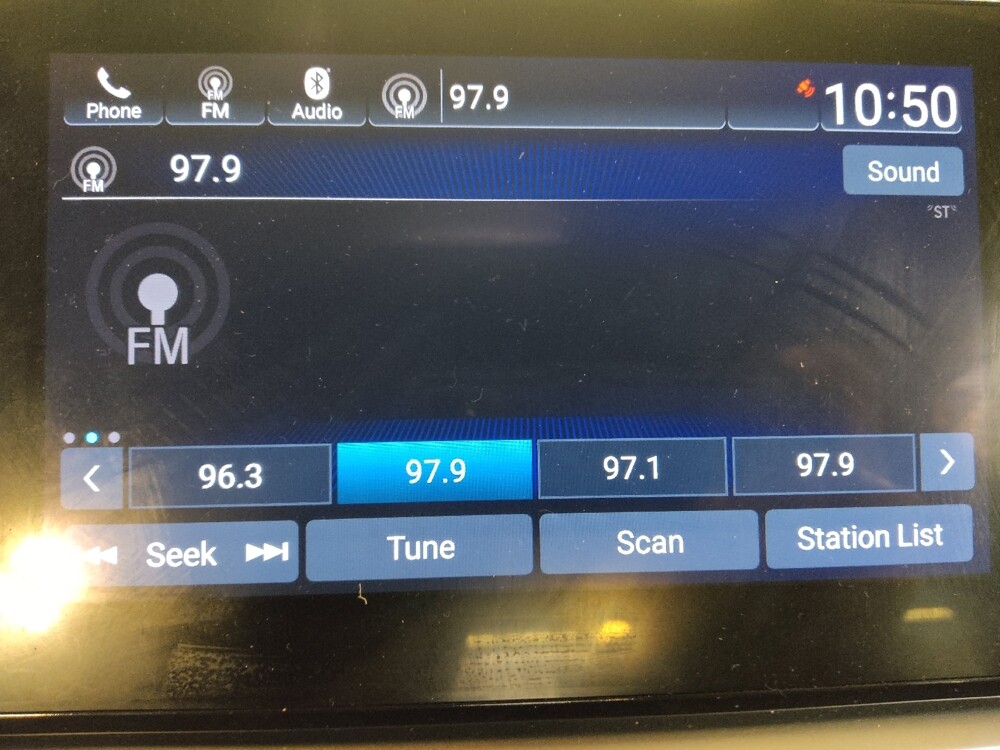 Phone FM FM Audio FM 97.9 10:50
FM 97.9 Sound
"ST"
FM
96.3 97.9 97.1 97.9
Seek Tune Scan Station List